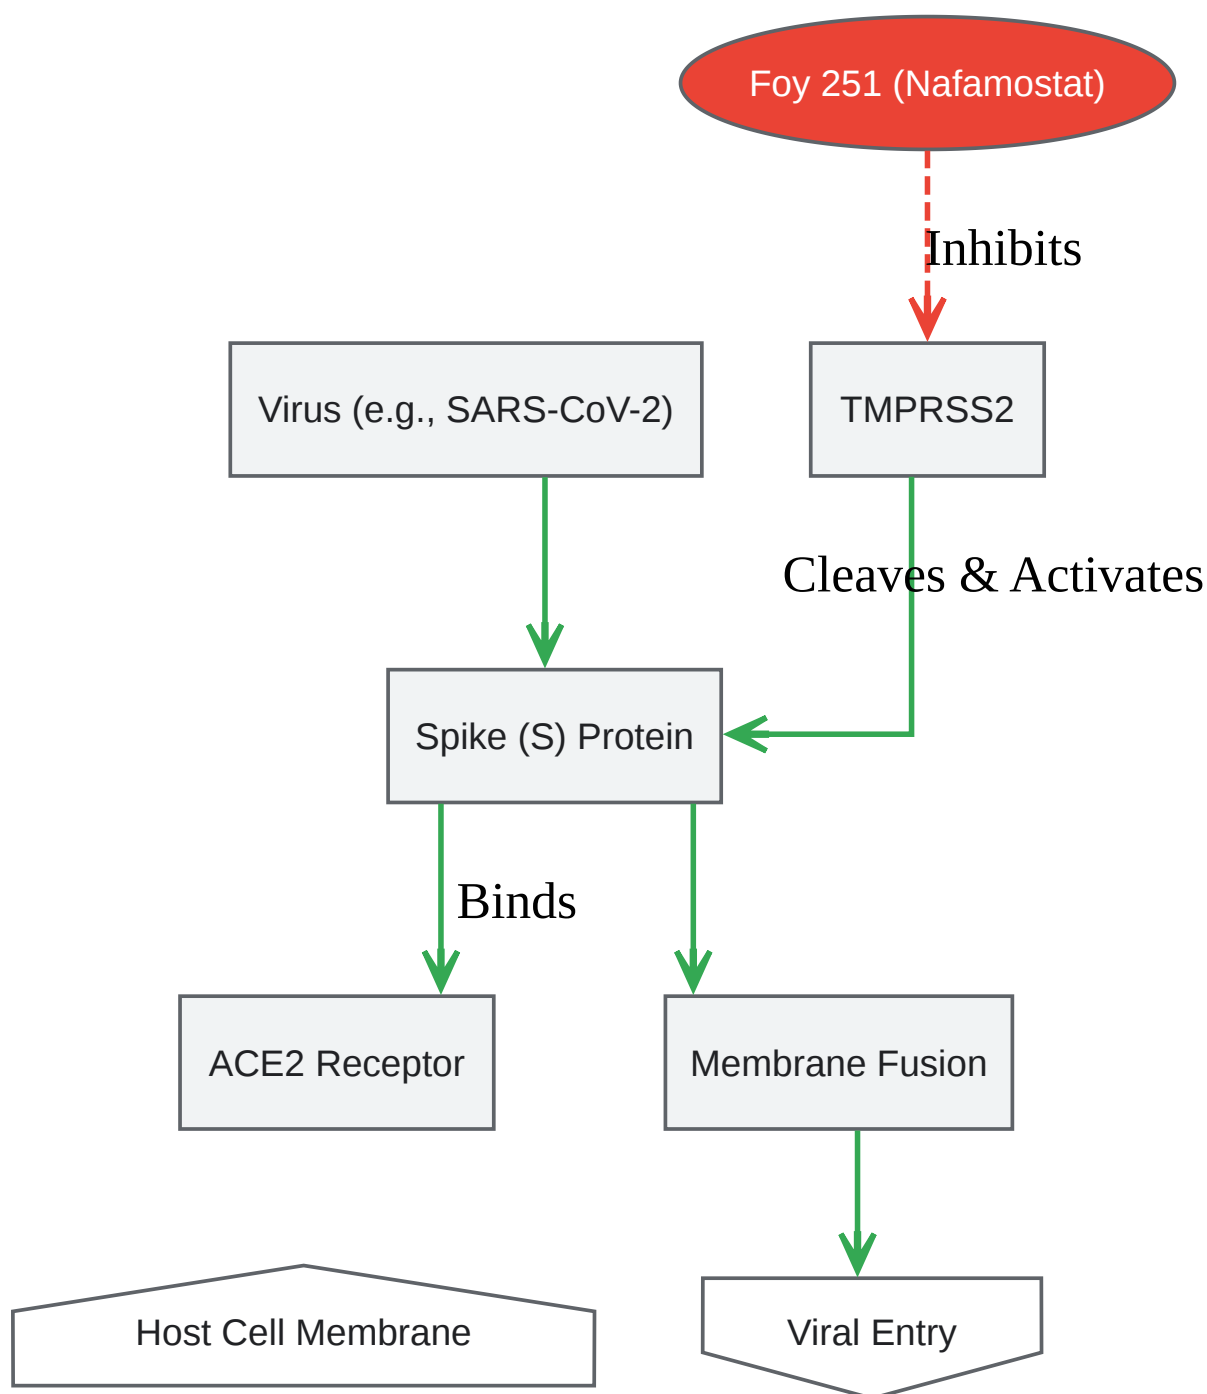 Foy 251 (Nafamostat)
Inhibits
Virus (e.g., SARS-CoV-2)
TMPRSS2
Cleaves & Activates
Spike (S) Protein
Binds
ACE2 Receptor
Membrane Fusion
Host Cell Membrane
Viral Entry